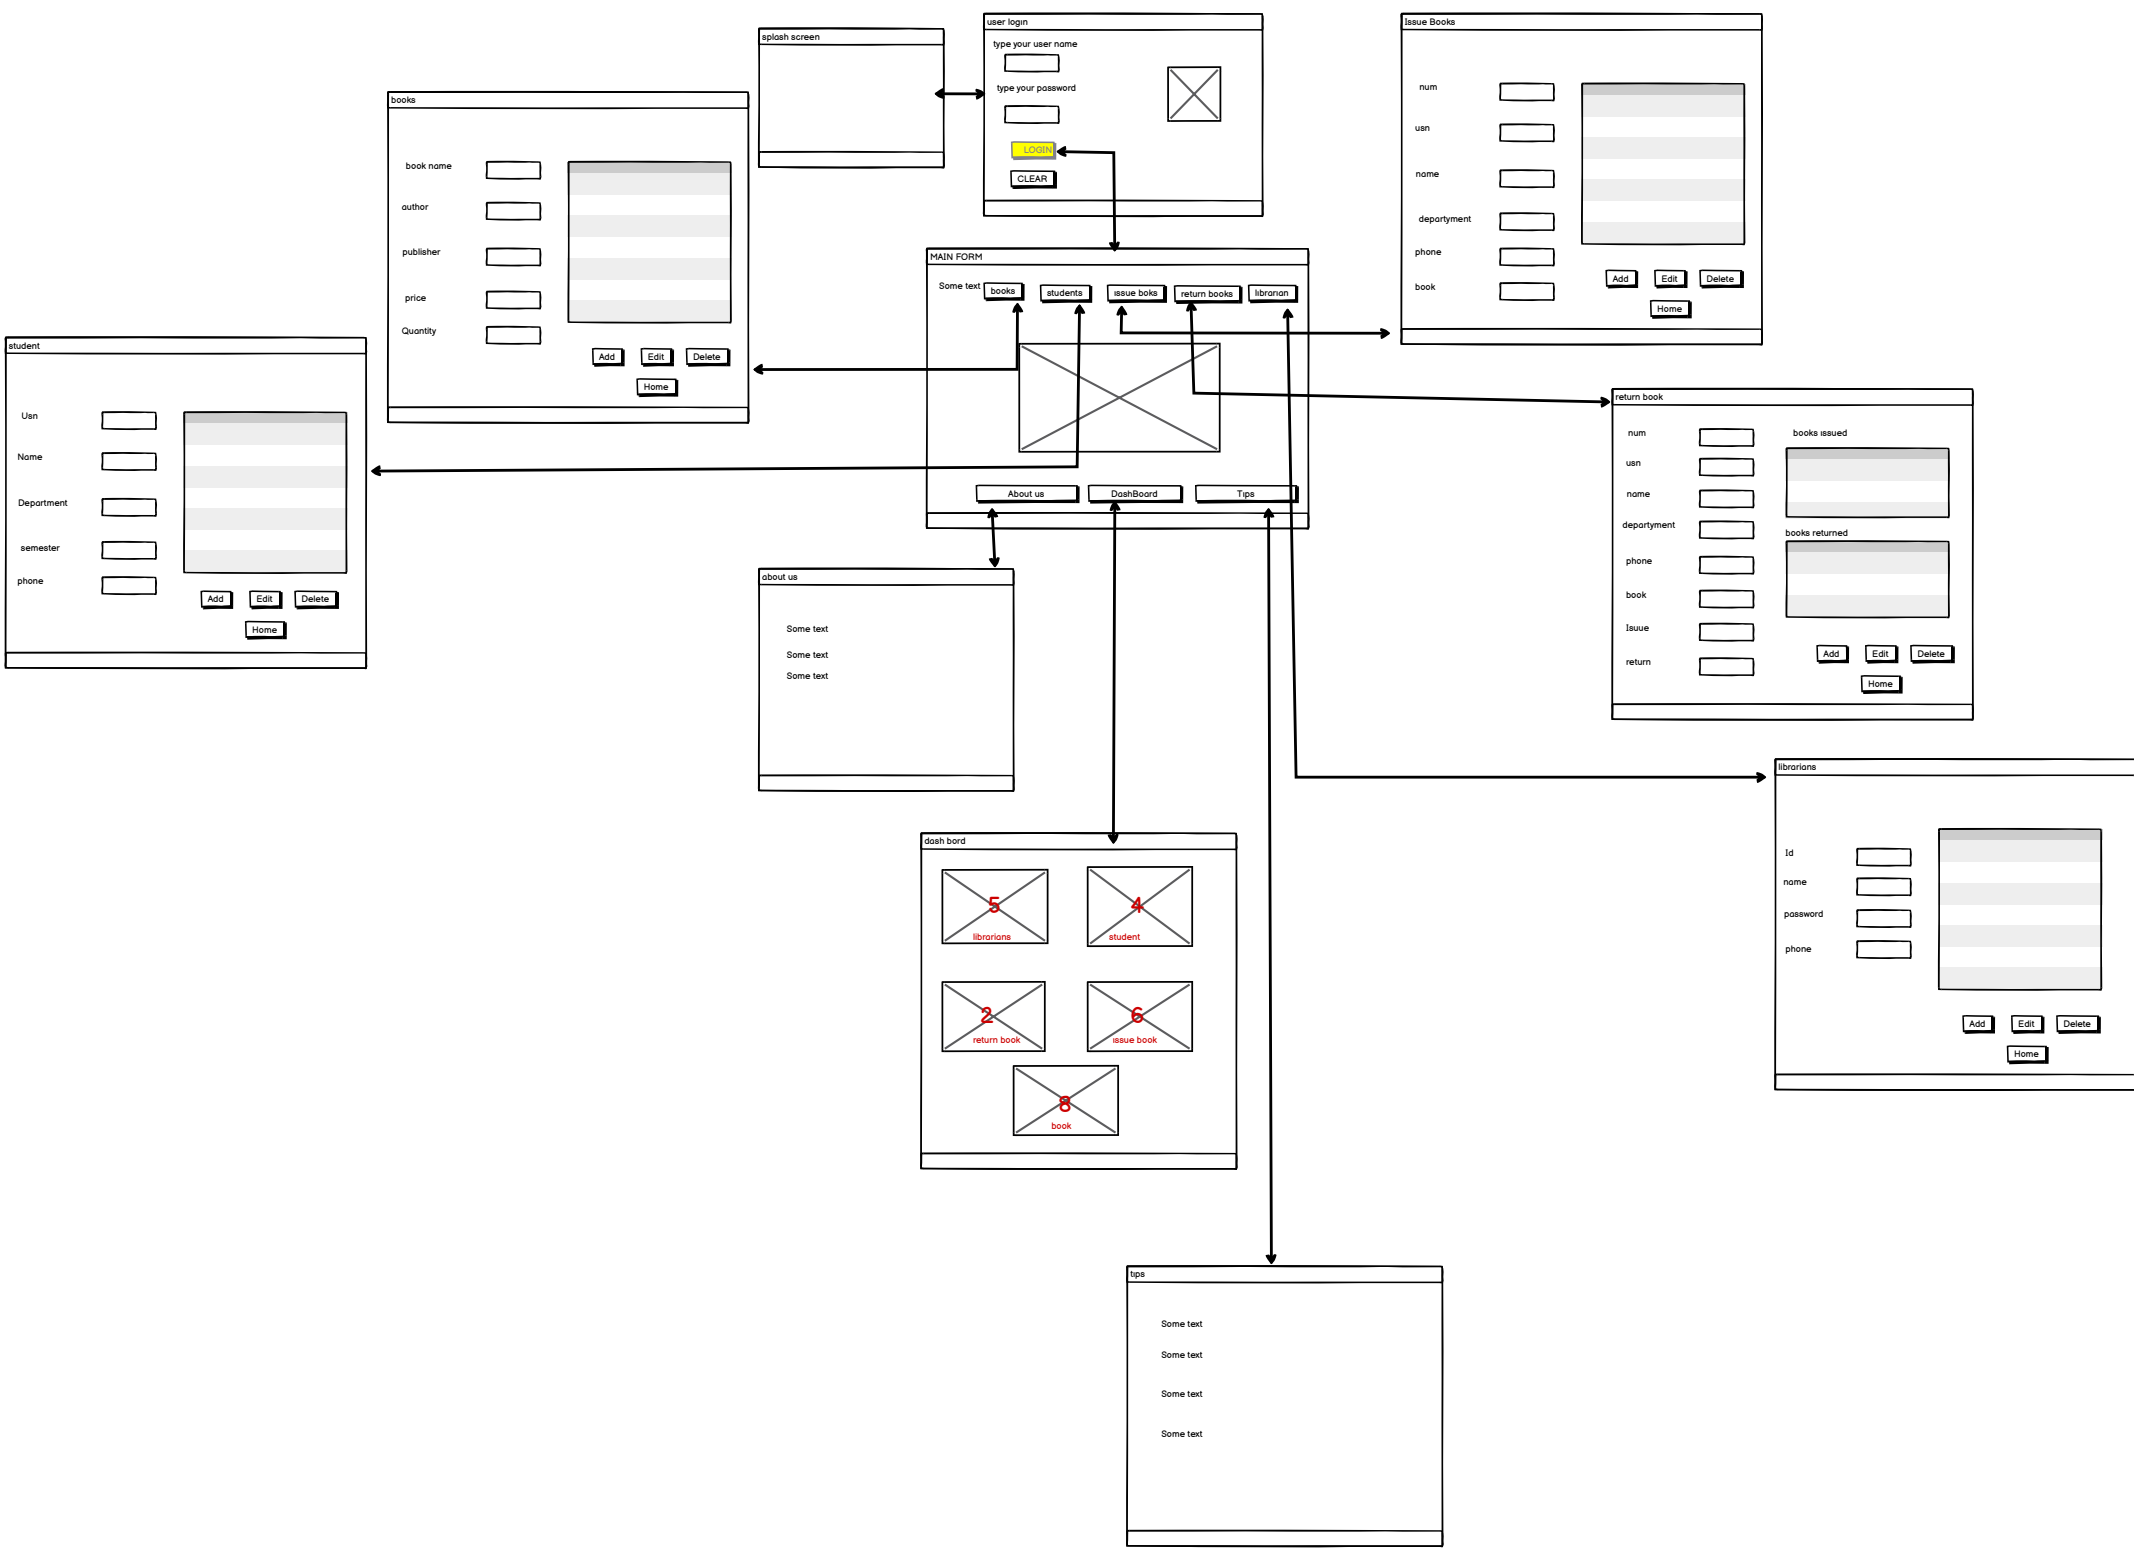 splash screen
user login
type your user name
type your password
LOGIN
CLEAR
Issue Books
num
usn
name
departyment
phone
book
Add Edit Delete
Home
books
book name
author
publisher
price
Quantity
Add Edit Delete
Home
MAIN FORM
Some text books students issue boks return books librarian
About us DashBoard Tips
student
Usn
Name
Department
semester
phone
Add Edit Delete
Home
return book
num
usn
name
departyment
phone
book
Isuue
return
books issued
books returned
Add Edit Delete
Home
about us
Some text
Some text
Some text
librarians
Id
name
password
phone
Add Edit Delete
Home
dash bord
5
librarians
4
student
2
return book
6
issue book
8
book
tips
Some text
Some text
Some text
Some text